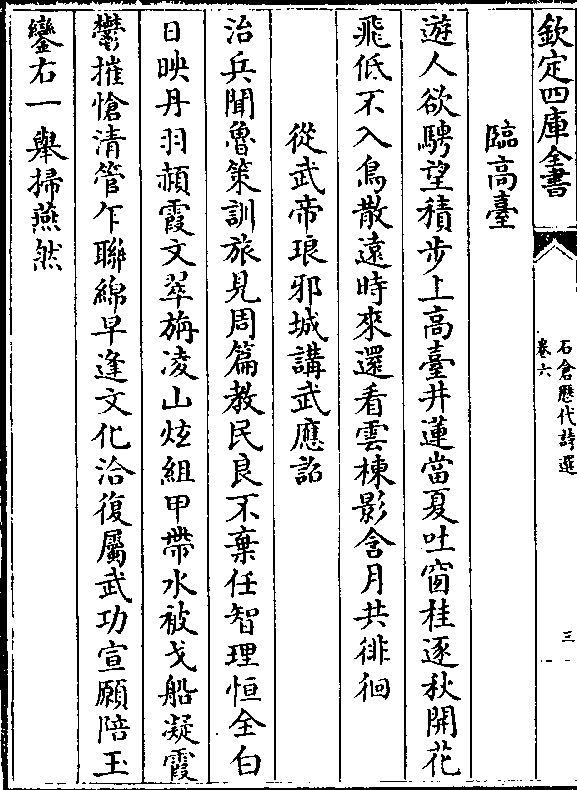 欽定四庫全書
石倉歷代詩選
卷六
三
臨高臺
遊人欲騁望積步上高臺井蓮當夏吐窗桂逐秋開花
飛低不入鳥散遠時來還看雲棟影含月共徘徊
從武帝琅邪城講武應詔
治兵聞魯策訓旅見周篇教民良不棄任智理恒全白
日映丹羽頳霞文翠旃凌山炫組甲帶水被戈船凝霞
鬱摧愴清管乍聯綿早逢文化洽復屬武功宣願陪玉
鑾右一舉掃燕然